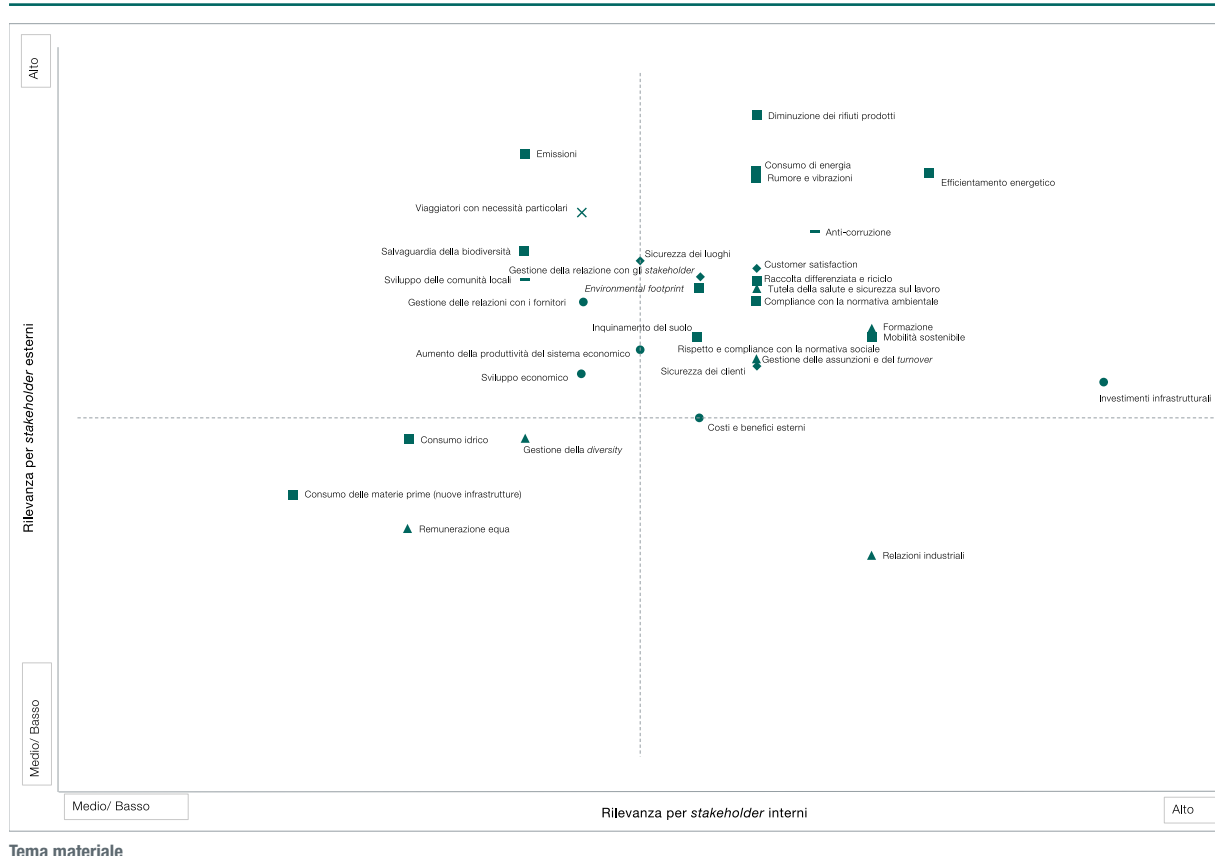 Alto
Diminuzione dei rifiuti prodotti
Emissioni
Consumo di energia
Rumore e vibrazioni
Efficientamento energetico
Viaggiatori con necessità particolari
Anti-corruzione
Salvaguardia della biodiversità
Sicurezza dei luoghi
Gestione della relazione con gli stakeholder
Customer satisfaction
Sviluppo delle comunità locali
Raccolta differenziata e riciclo
Environmental footprint
Tutela della salute e sicurezza sul lavoro
Gestione delle relazioni con i fornitori
Compliance con la normativa ambientale
Inquinamento del suolo
Formazione
Mobilità sostenibile
Aumento della produttività del sistema economico
Rispetto e compliance con la normativa sociale
Gestione delle assunzioni e del turnover
Sviluppo economico
Sicurezza dei clienti
Investimenti infrastrutturali
Costi e benefici esterni
Consumo idrico
Gestione della diversity
Consumo delle materie prime (nuove infrastrutture)
Remunerazione equa
Relazioni industriali
Rilevanza per stakeholder esterni
Medio/ Basso
Medio/ Basso
Rilevanza per stakeholder interni
Alto
Tema materiale